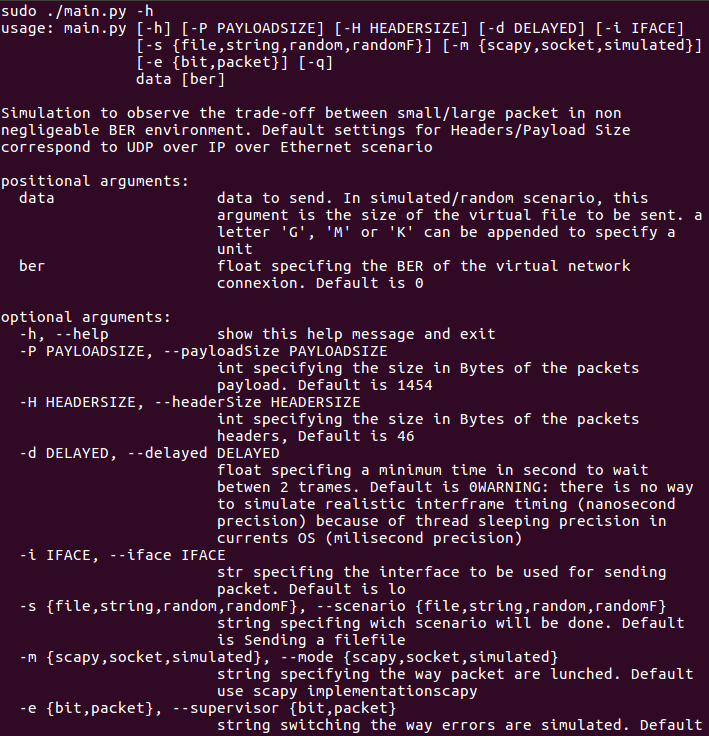 sudo ./main.py -h
usage: main.py [-h] [-P PAYLOADSIZE] [-H HEADERSIZE] [-d DELAYED] [-i IFACE]
[-s {file,string,random,randomF}] [-m {scapy,socket,simulated}]
[-e {bit,packet}] [-q]
data [ber]
Simulation to observe the trade-off between small/large packet in non
negligeable BER environment. Default settings for Headers/Payload Size
correspond to UDP over IP over Ethernet scenario
positional arguments:
data data to send. In simulated/random scenario, this
argument is the size of the virtual file to be sent. a
letter 'G', 'M' or 'K' can be appended to specify a
unit
ber float specifing the BER of the virtual network
connexion. Default is 0
optional arguments:
-h, --help show this help message and exit
-P PAYLOADSIZE, --payloadSize PAYLOADSIZE
int specifying the size in Bytes of the packets
payload. Default is 1454
-H HEADERSIZE, --headerSize HEADERSIZE
int specifying the size in Bytes of the packets
headers, Default is 46
-d DELAYED, --delayed DELAYED
float specifing a minimum time in second to wait
betwen 2 trames. Default is 0WARNING: there is no way
to simulate realistic interframe timing (nanosecond
precision) because of thread sleeping precision in
currents OS (milisecond precision)
-i IFACE, --iface IFACE
str specifing the interface to be used for sending
packet. Default is lo
-s {file,string,random,randomF}, --scenario {file,string,random,randomF}
string specifing wich scenario will be done. Default
is Sending a filefile
-m {scapy,socket,simulated}, --mode {scapy,socket,simulated}
string specifying the way packet are lunched. Default
use scapy implementationscapy
-e {bit,packet}, --supervisor {bit,packet}
string switching the way errors are simulated. Default